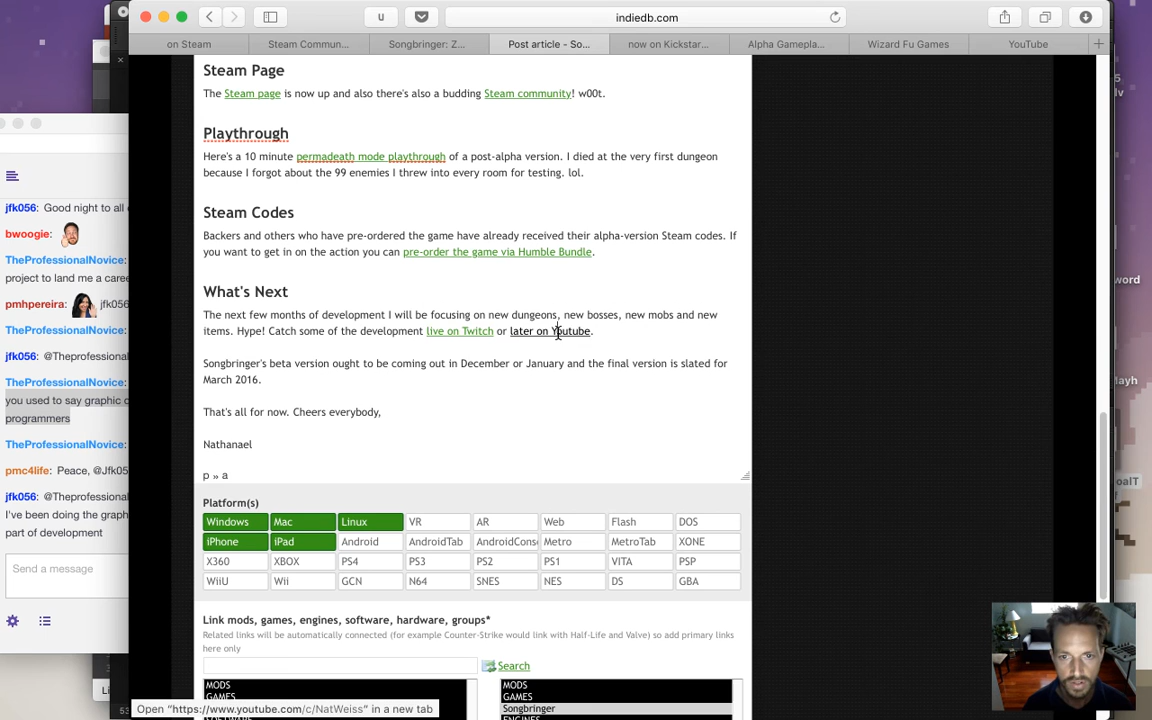 indiedb.com
on Steam
Steam Commun...
Songbringer: Z...
Post article - So...
now on Kickstar...
Alpha Gamepla...
Wizard Fu Games
YouTube
Steam Page
The Steam page is now up and also there's also a budding Steam community! w00t.
Playthrough
Here's a 10 minute permadeath mode playthrough of a post-alpha version. I died at the very first dungeon
because I forgot about the 99 enemies I threw into every room for testing. lol.
Steam Codes
Backers and others who have pre-ordered the game have already received their alpha-version Steam codes. If
you want to get in on the action you can pre-order the game via Humble Bundle.
What's Next
The next few months of development I will be focusing on new dungeons, new bosses, new mobs and new
items. Hype! Catch some of the development live on Twitch or later on Youtube.
Songbringer's beta version ought to be coming out in December or January and the final version is slated for
March 2016.
That's all for now. Cheers everybody,
Nathanael
p » a
Platform(s)
Windows Mac Linux VR AR Web Flash DOS
iPhone iPad Android AndroidTab AndroidCons Metro MetroTab XONE
X360 XBOX PS4 PS3 PS2 PS1 VITA PSP
WiiU Wii GCN N64 SNES NES DS GBA
Link mods, games, engines, software, hardware, groups*
Related links will be automatically connected (for example Counter-Strike would link with Half-Life and Valve) so add primary links
here only
Search
MODS
GAMES
MODS
GAMES
Songbringer
Open "https://www.youtube.com/c/NatWeiss" in a new tab
jfk056: Good night to all
bwoogie:
TheProfessionalNovice:
project to land me a care
pmhpereira: jfk056
TheProfessionalNovice:
jfk056: @Theprofessional
TheProfessionalNovice:
you used to say graphic
programmers
TheProfessionalNovice:
pmc4life: Peace, @Jfk05
jfk056: @Theprofessional
I've been doing the graph
part of development
Send a message